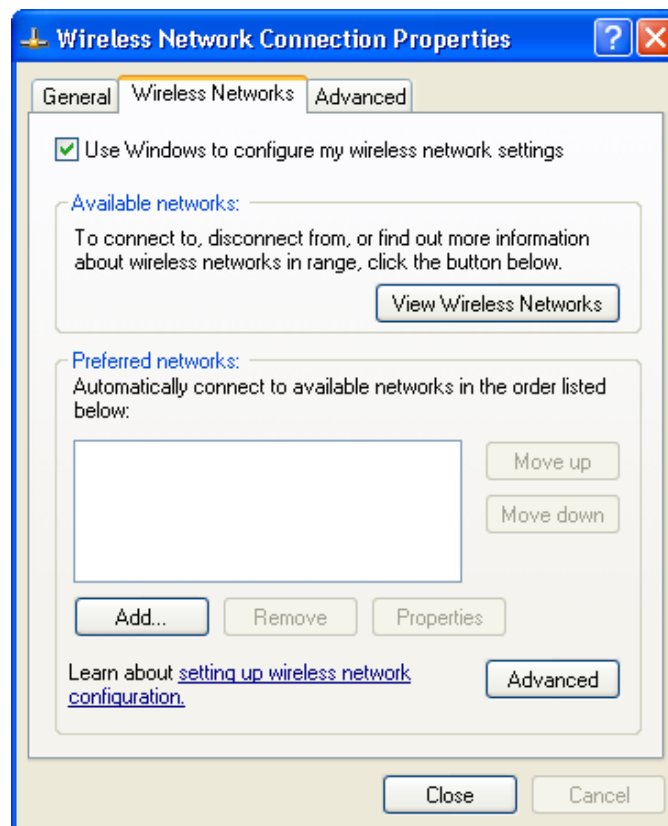 Wireless Network Connection Properties
General Wireless Networks Advanced
Use Windows to configure my wireless network settings
Available networks:
To connect to, disconnect from, or find out more information
about wireless networks in range, click the button below.
View Wireless Networks
Preferred networks:
Automatically connect to available networks in the order listed
below:
Move up
Move down
Add... Remove Properties
Learn about setting up wireless network
configuration.
Advanced
Close Cancel